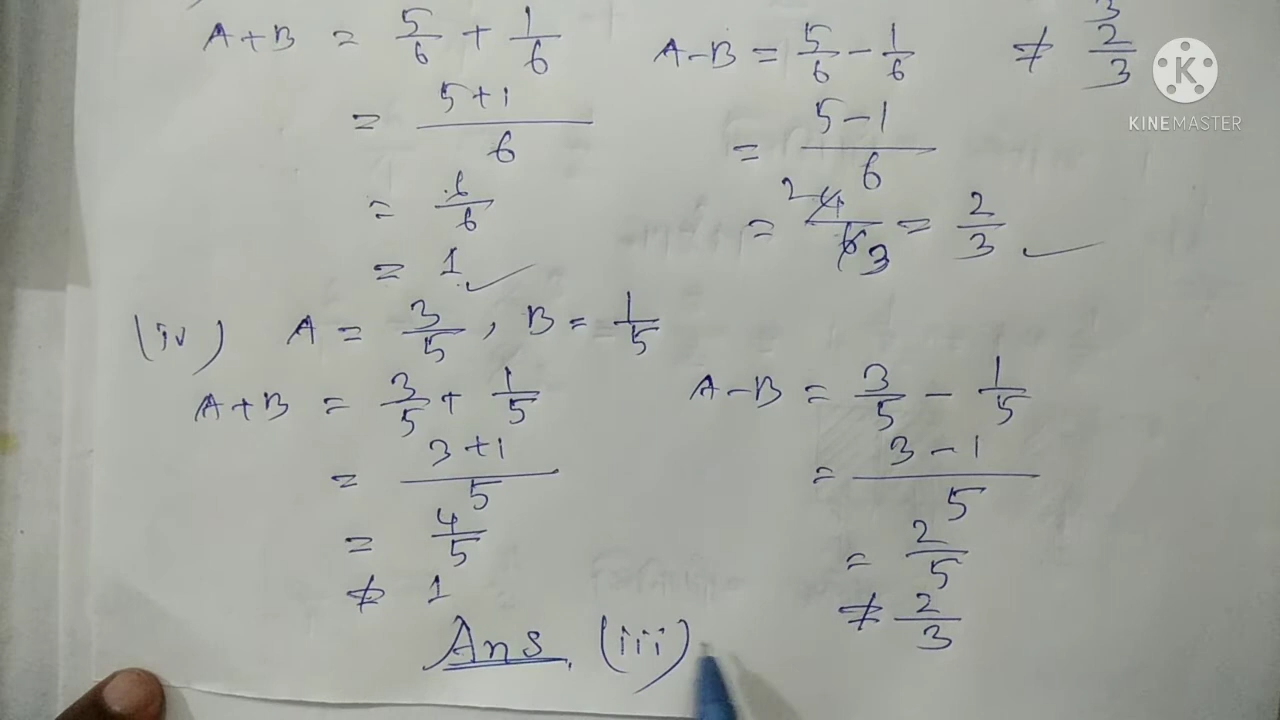 A+B = 5/6 + 1/6
= 5+1/6
= 6/6
= 1 ✓
A-B = 5/6 - 1/6
= 5-1/6
= 4/6 2 3 = 2/3 ✓
≠ 2/3
3
K
KINEMASTER
(iv) A = 3/5, B = 1/5
A+B = 3/5 + 1/5
= 3+1/5
= 4/5
≠ 1
A-B = 3/5 - 1/5
= 3-1/5
= 2/5
≠ 2/3
Ans. (iii)